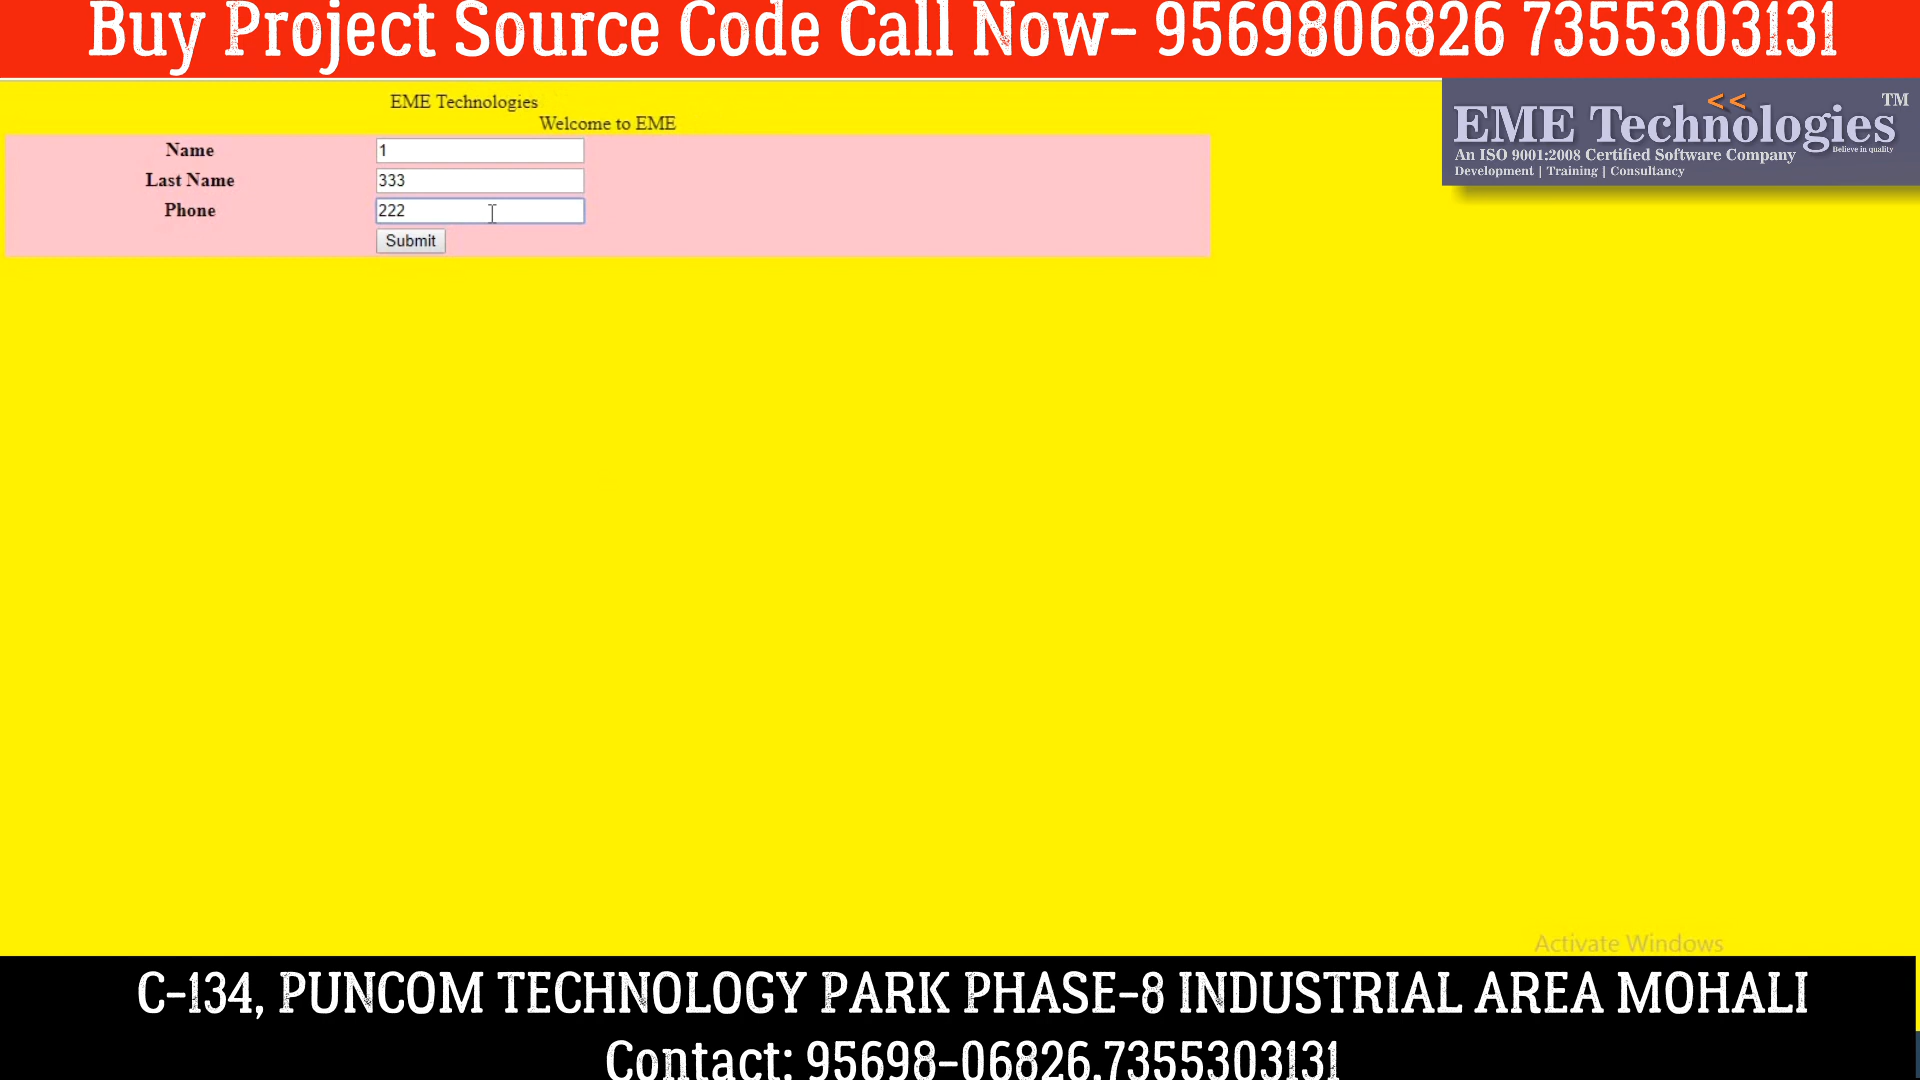 Buy Project Source Code Call Now- 9569806826 7355303131
EME Technologies
Welcome to EME
Name 1
Last Name 333
Phone 222
Submit
<< TM
EME Technologies
Believe in quality
An ISO 9001:2008 Certified Software Company
Development | Training | Consultancy
Activate Windows
C-134, PUNCOM TECHNOLOGY PARK PHASE-8 INDUSTRIAL AREA MOHALI
Contact: 95698-06826,7355303131